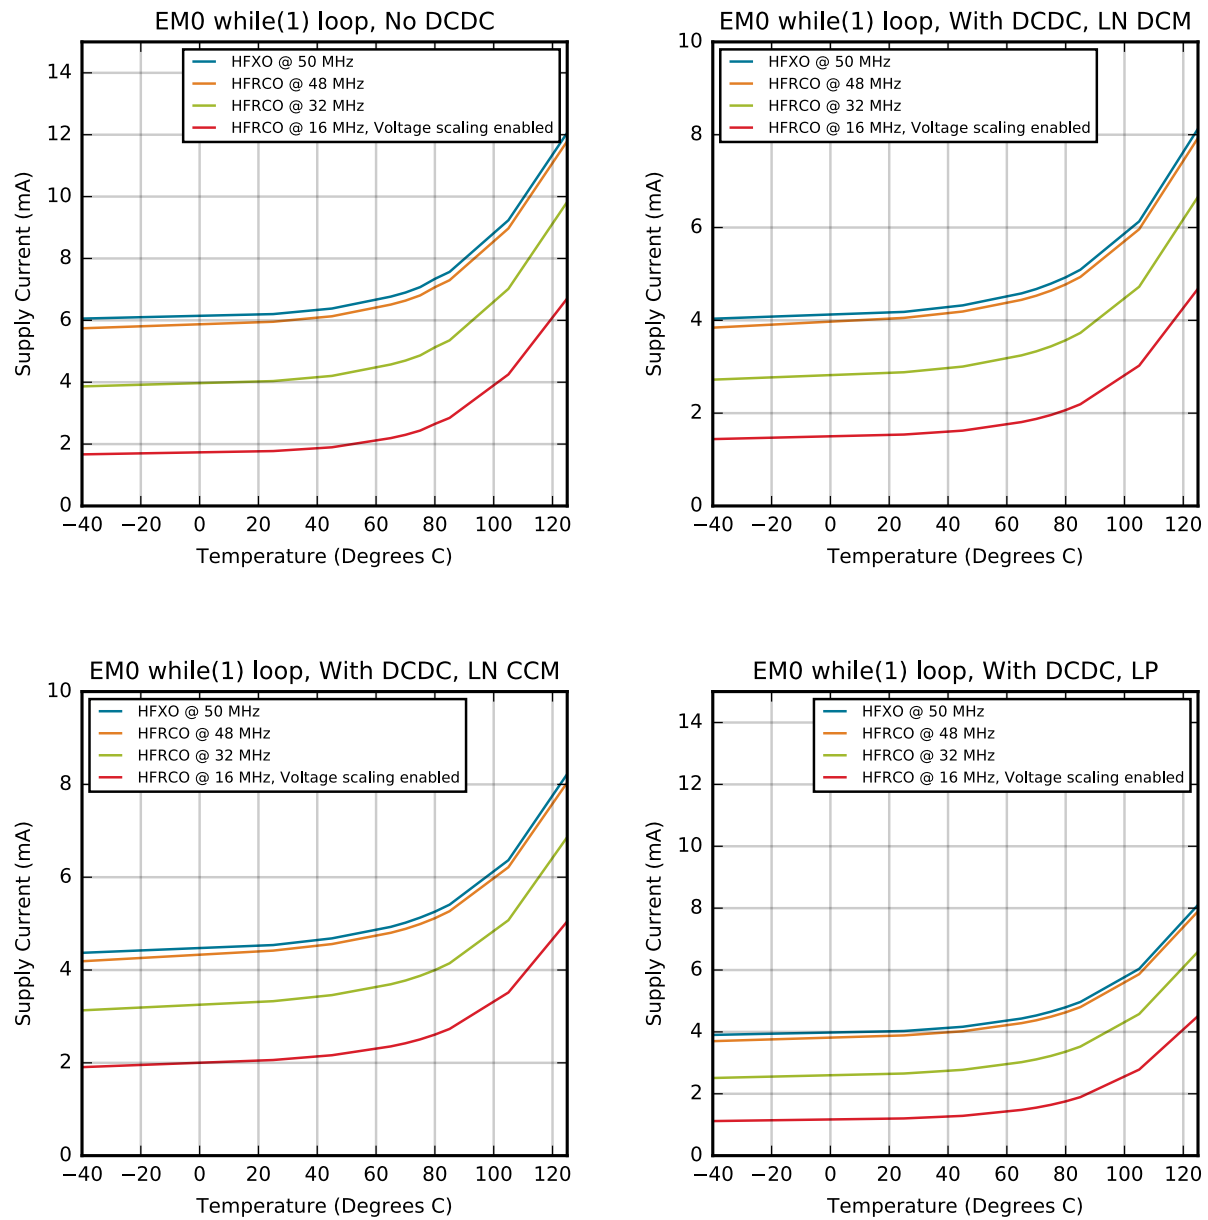 EM0 while(1) loop, No DCDC
HFXO @ 50 MHz
HFRCO @ 48 MHz
HFRCO @ 32 MHz
HFRCO @ 16 MHz, Voltage scaling enabled
14
12
10
8
6
4
2
0
Supply Current (mA)
−40 −20 0 20 40 60 80 100 120
Temperature (Degrees C)
EM0 while(1) loop, With DCDC, LN DCM
HFXO @ 50 MHz
HFRCO @ 48 MHz
HFRCO @ 32 MHz
HFRCO @ 16 MHz, Voltage scaling enabled
10
8
6
4
2
0
Supply Current (mA)
−40 −20 0 20 40 60 80 100 120
Temperature (Degrees C)
EM0 while(1) loop, With DCDC, LN CCM
HFXO @ 50 MHz
HFRCO @ 48 MHz
HFRCO @ 32 MHz
HFRCO @ 16 MHz, Voltage scaling enabled
10
8
6
4
2
0
Supply Current (mA)
−40 −20 0 20 40 60 80 100 120
Temperature (Degrees C)
EM0 while(1) loop, With DCDC, LP
HFXO @ 50 MHz
HFRCO @ 48 MHz
HFRCO @ 32 MHz
HFRCO @ 16 MHz, Voltage scaling enabled
14
12
10
8
6
4
2
0
Supply Current (mA)
−40 −20 0 20 40 60 80 100 120
Temperature (Degrees C)